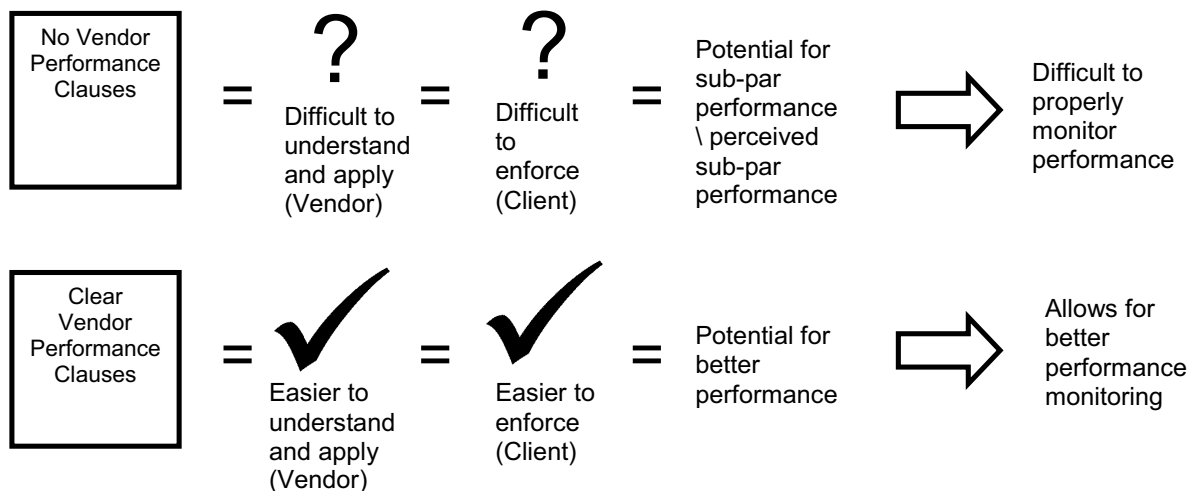 No Vendor
Performance
Clauses
=
?
Difficult to
understand
and apply
(Vendor)
=
?
Difficult
to
enforce
(Client)
=
Potential for
sub-par
performance
\ perceived
sub-par
performance
Difficult to
properly
monitor
performance
Clear
Vendor
Performance
Clauses
=
Easier to
understand
and apply
(Vendor)
=
Easier to
enforce
(Client)
=
Potential for
better
performance
Allows for
better
performance
monitoring